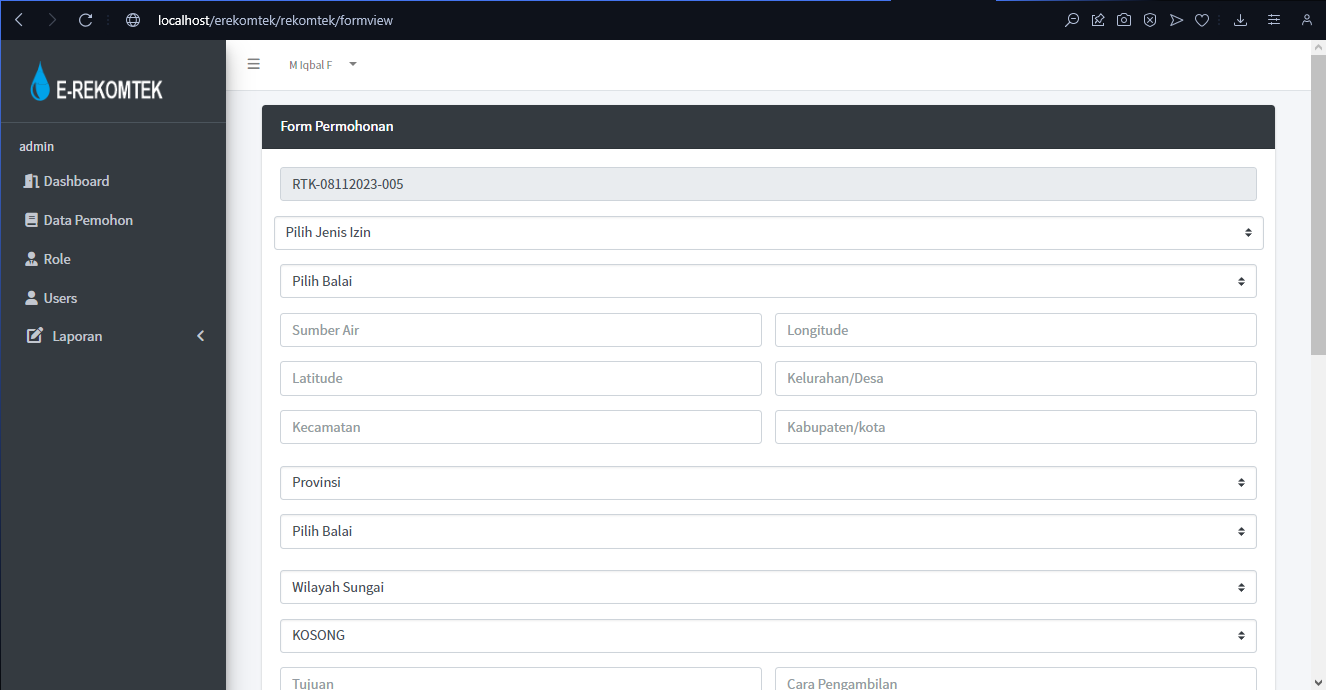 localhost/erekomtek/rekomtek/formview
E-REKOMTEK
M Iqbal F
admin
Dashboard
Data Pemohon
Role
Users
Laporan
Form Permohonan
RTK-08112023-005
Pilih Jenis Izin
Pilih Balai
Sumber Air
Longitude
Latitude
Kelurahan/Desa
Kecamatan
Kabupaten/kota
Provinsi
Pilih Balai
Wilayah Sungai
KOSONG
Tujuan
Cara Pengambilan